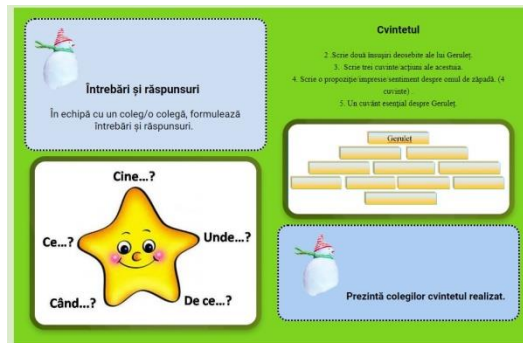 Întrebări și răspunsuri
În echipă cu un coleg/o colegă, formulează
întrebări și răspunsuri.
Cine...?
Ce...?
Unde...?
Când...?
De ce...?
Cvintetul
2 .Scrie două însușiri deosebite ale lui Geruleț.
3. Scrie trei cuvinte/acțiuni ale acestuia.
4. Scrie o propoziție/impresie/sentiment despre omul de zăpadă. (4
cuvinte) .
5. Un cuvânt esențial despre Geruleț.
Geruleț
Prezintă colegilor cvintetul realizat.